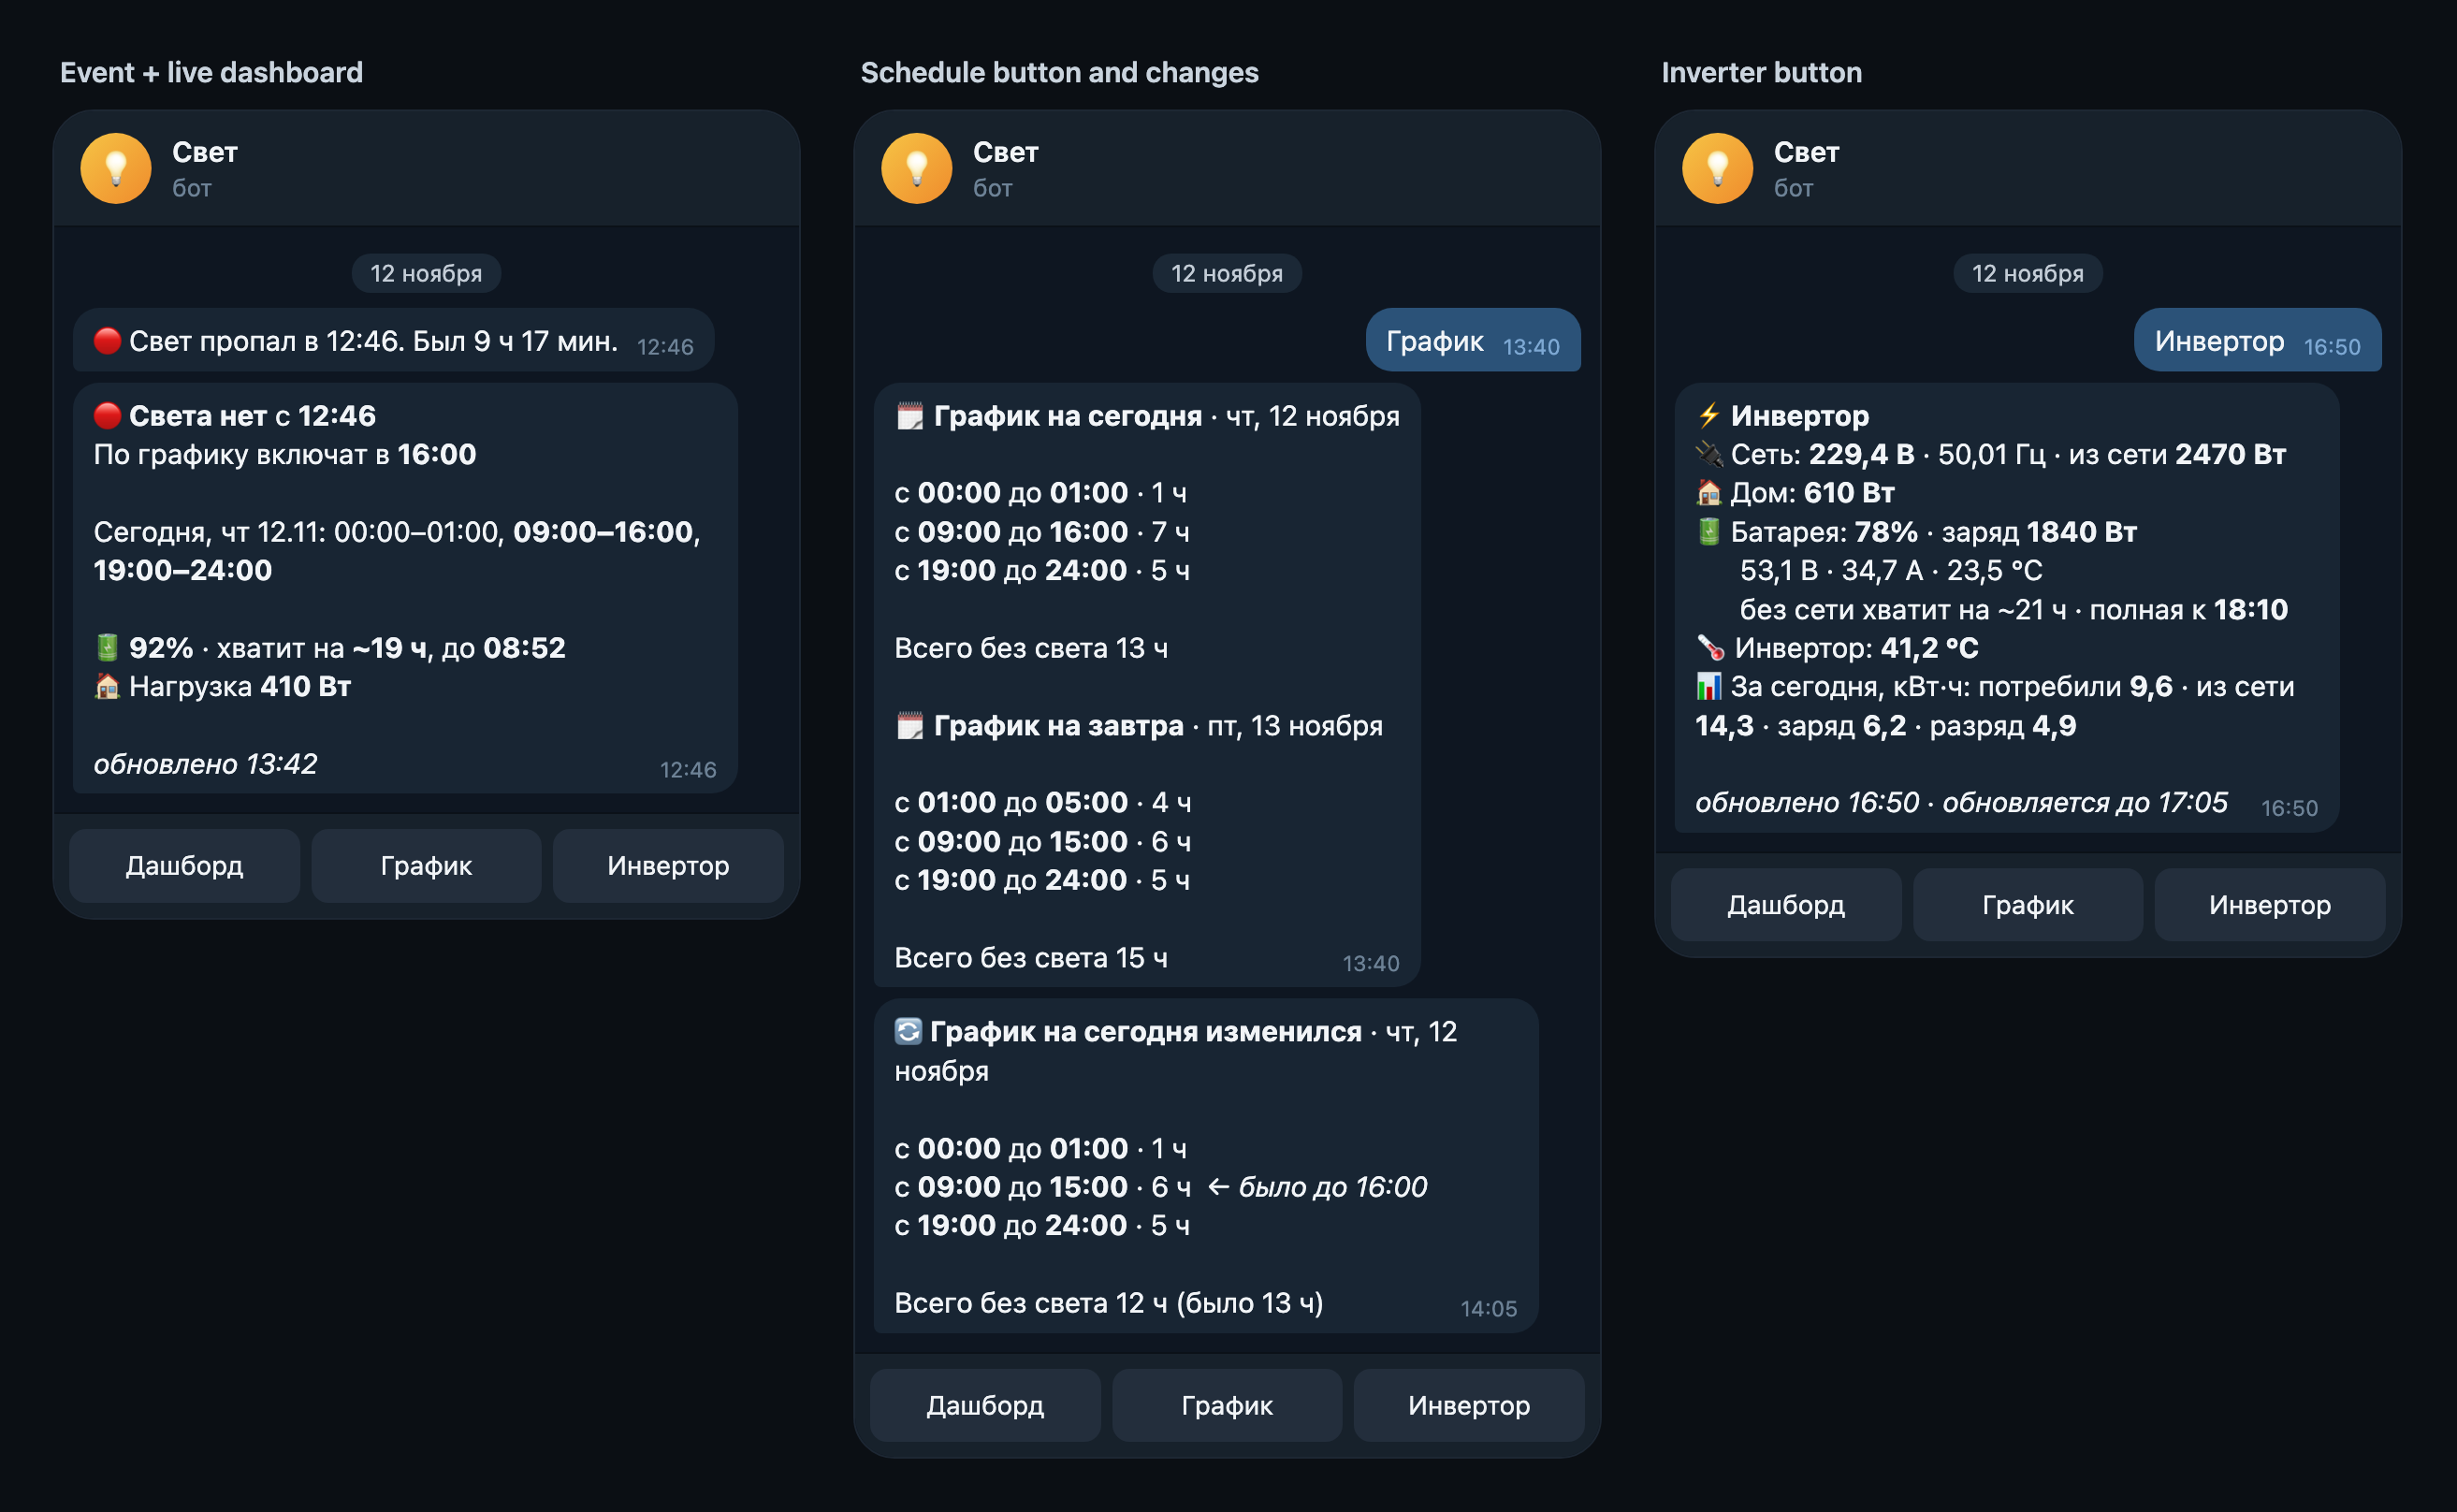 Event + live dashboard
Свет
бот
12 ноября
🔴 Свет пропал в 12:46. Был 9 ч 17 мин. 12:46
🔴 Света нет с 12:46
По графику включат в 16:00
Сегодня, чт 12.11: 00:00–01:00, 09:00–16:00,
19:00–24:00
🔋 92% · хватит на ~19 ч, до 08:52
🏠 Нагрузка 410 Вт
обновлено 13:42 12:46
Дашборд График Инвертор
Schedule button and changes
Свет
бот
12 ноября
График 13:40
🗓 График на сегодня · чт, 12 ноября
с 00:00 до 01:00 · 1 ч
с 09:00 до 16:00 · 7 ч
с 19:00 до 24:00 · 5 ч
Всего без света 13 ч
🗓 График на завтра · пт, 13 ноября
с 01:00 до 05:00 · 4 ч
с 09:00 до 15:00 · 6 ч
с 19:00 до 24:00 · 5 ч
Всего без света 15 ч 13:40
🔄 График на сегодня изменился · чт, 12
ноября
с 00:00 до 01:00 · 1 ч
с 09:00 до 15:00 · 6 ч ← было до 16:00
с 19:00 до 24:00 · 5 ч
Всего без света 12 ч (было 13 ч) 14:05
Дашборд График Инвертор
Inverter button
Свет
бот
12 ноября
Инвертор 16:50
⚡ Инвертор
🔌 Сеть: 229,4 В · 50,01 Гц · из сети 2470 Вт
🏠 Дом: 610 Вт
🔋 Батарея: 78% · заряд 1840 Вт
53,1 В · 34,7 А · 23,5 °C
без сети хватит на ~21 ч · полная к 18:10
🌡 Инвертор: 41,2 °C
📊 За сегодня, кВт·ч: потребили 9,6 · из сети
14,3 · заряд 6,2 · разряд 4,9
обновлено 16:50 · обновляется до 17:05 16:50
Дашборд График Инвертор